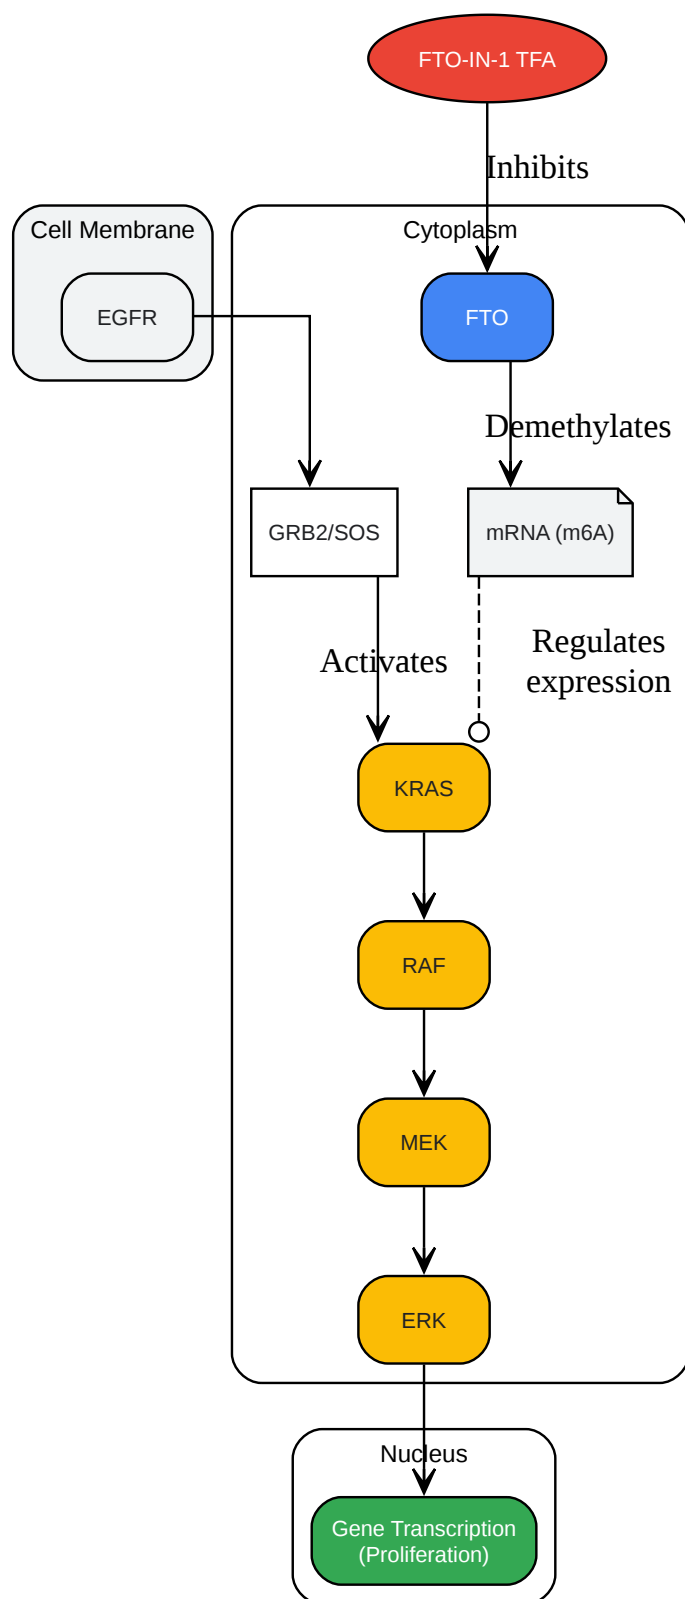 FTO-IN-1 TFA
Inhibits
Cell Membrane
Cytoplasm
EGFR
FTO
Demethylates
GRB2/SOS
mRNA (m6A)
Activates
Regulates
expression
KRAS
RAF
MEK
ERK
Nucleus
Gene Transcription
(Proliferation)